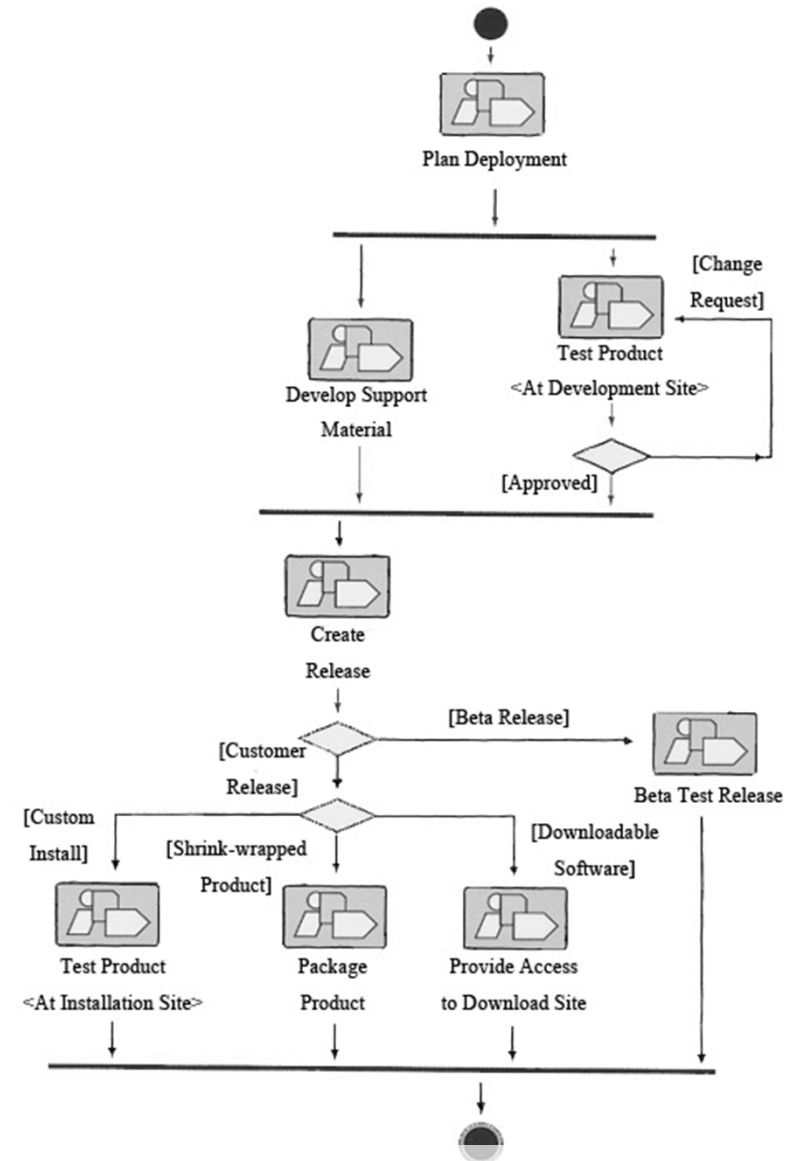 Plan Deployment
[Change
Request]
Test Product
<At Development Site>
Develop Support
Material
[Approved]
Create
Release
[Beta Release]
[Customer
Release]
Beta Test Release
[Custom
Install]
[Shrink-wrapped
Product]
[Downloadable
Software]
Test Product
<At Installation Site>
Package
Product
Provide Access
to Download Site